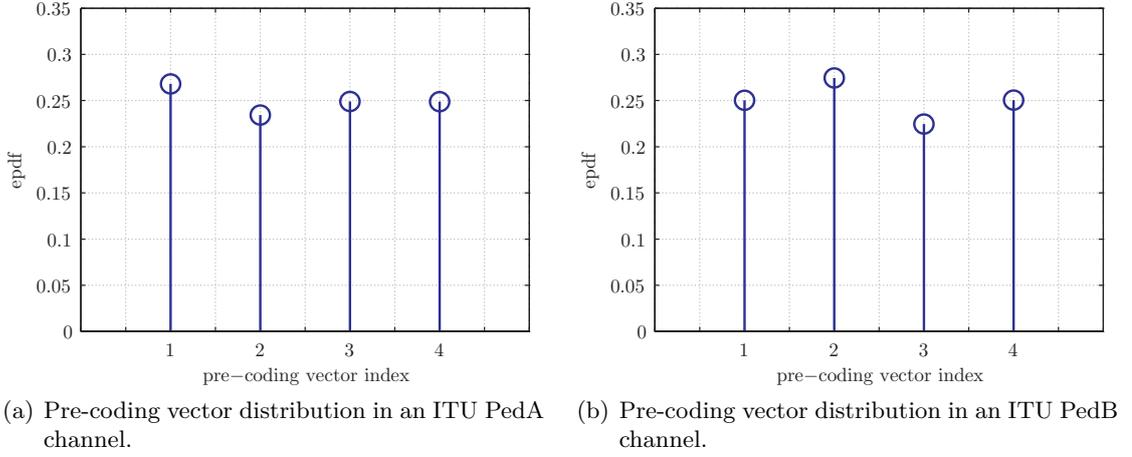 0.35
0.3
0.25
0.2
0.15
0.1
0.05
0
epdf
1 2 3 4
pre−coding vector index
(a) Pre-coding vector distribution in an ITU PedA
channel.
0.35
0.3
0.25
0.2
0.15
0.1
0.05
0
epdf
1 2 3 4
pre−coding vector index
(b) Pre-coding vector distribution in an ITU PedB
channel.